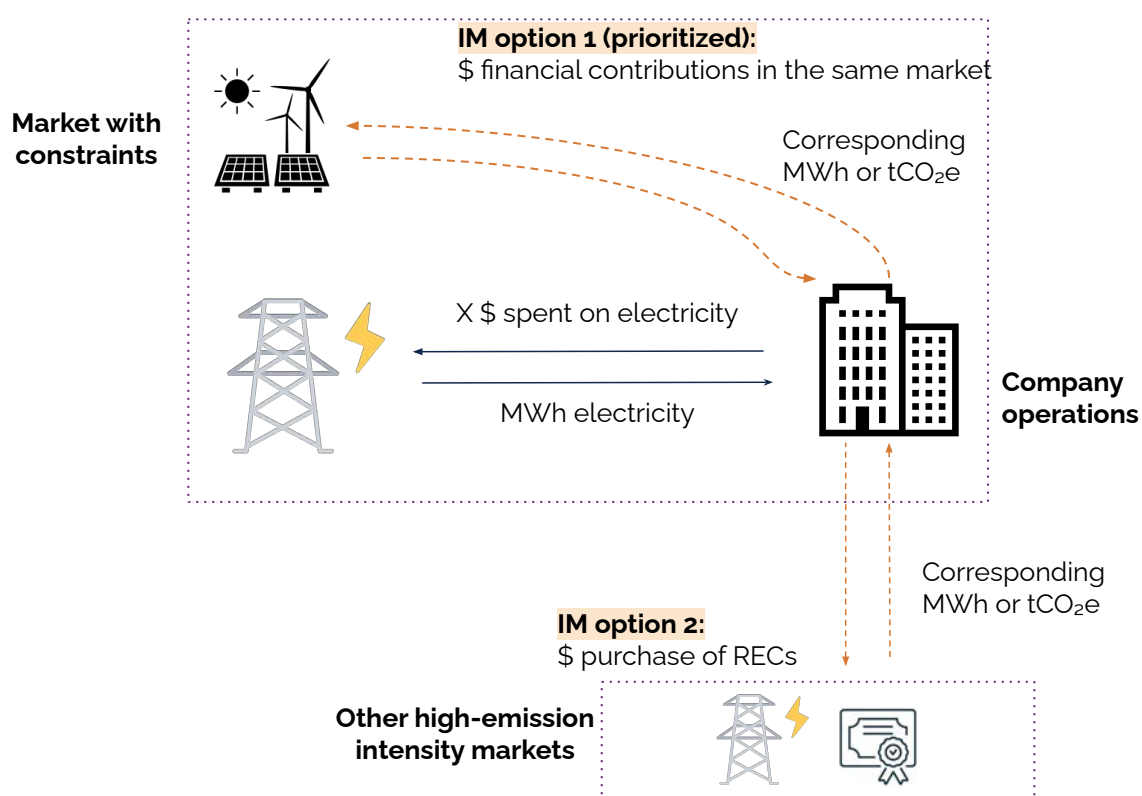 IM option 1 (prioritized):
$ financial contributions in the same market
Market with
constraints
Corresponding
MWh or tCO₂e
X $ spent on electricity
MWh electricity
Company
operations
Corresponding
MWh or tCO₂e
IM option 2:
$ purchase of RECs
Other high-emission
intensity markets